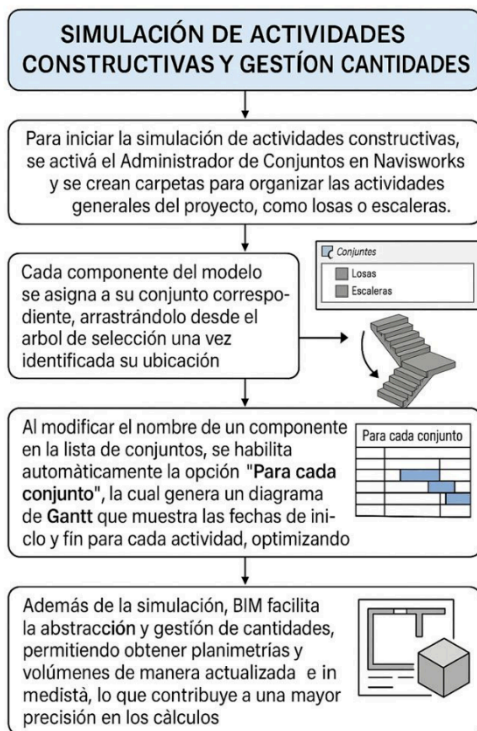 SIMULACIÓN DE ACTIVIDADES
CONSTRUCTIVAS Y GESTÍON CANTIDADES
Para iniciar la simulación de actividades constructivas,
se activá el Administrador de Conjuntos en Navisworks
y se crean carpetas para organizar las actividades
generales del proyecto, como losas o escaleras.
Cada componente del modelo
se asigna a su conjunto correspo-
diente, arrastrándolo desde el
arbol de selección una vez
identificada su ubicación
Conjuntes
Losas
Escaleras
Al modificar el nombre de un componente
en la lista de conjuntos, se habilita
automàticamente la opción "Para cada
conjunto", la cual genera un diagrama
de Gantt que muestra las fechas de ini-
clo y fín para cada actividad, optimizando
Para cada conjunto
Además de la simulación, BIM facilita
la abstracción y gestín de cantidades,
permitiendo obtener planimetrías y
volúmenes de manera actualizada e in
medistà, lo que contribuye a una mayor
precisión en los càlculos